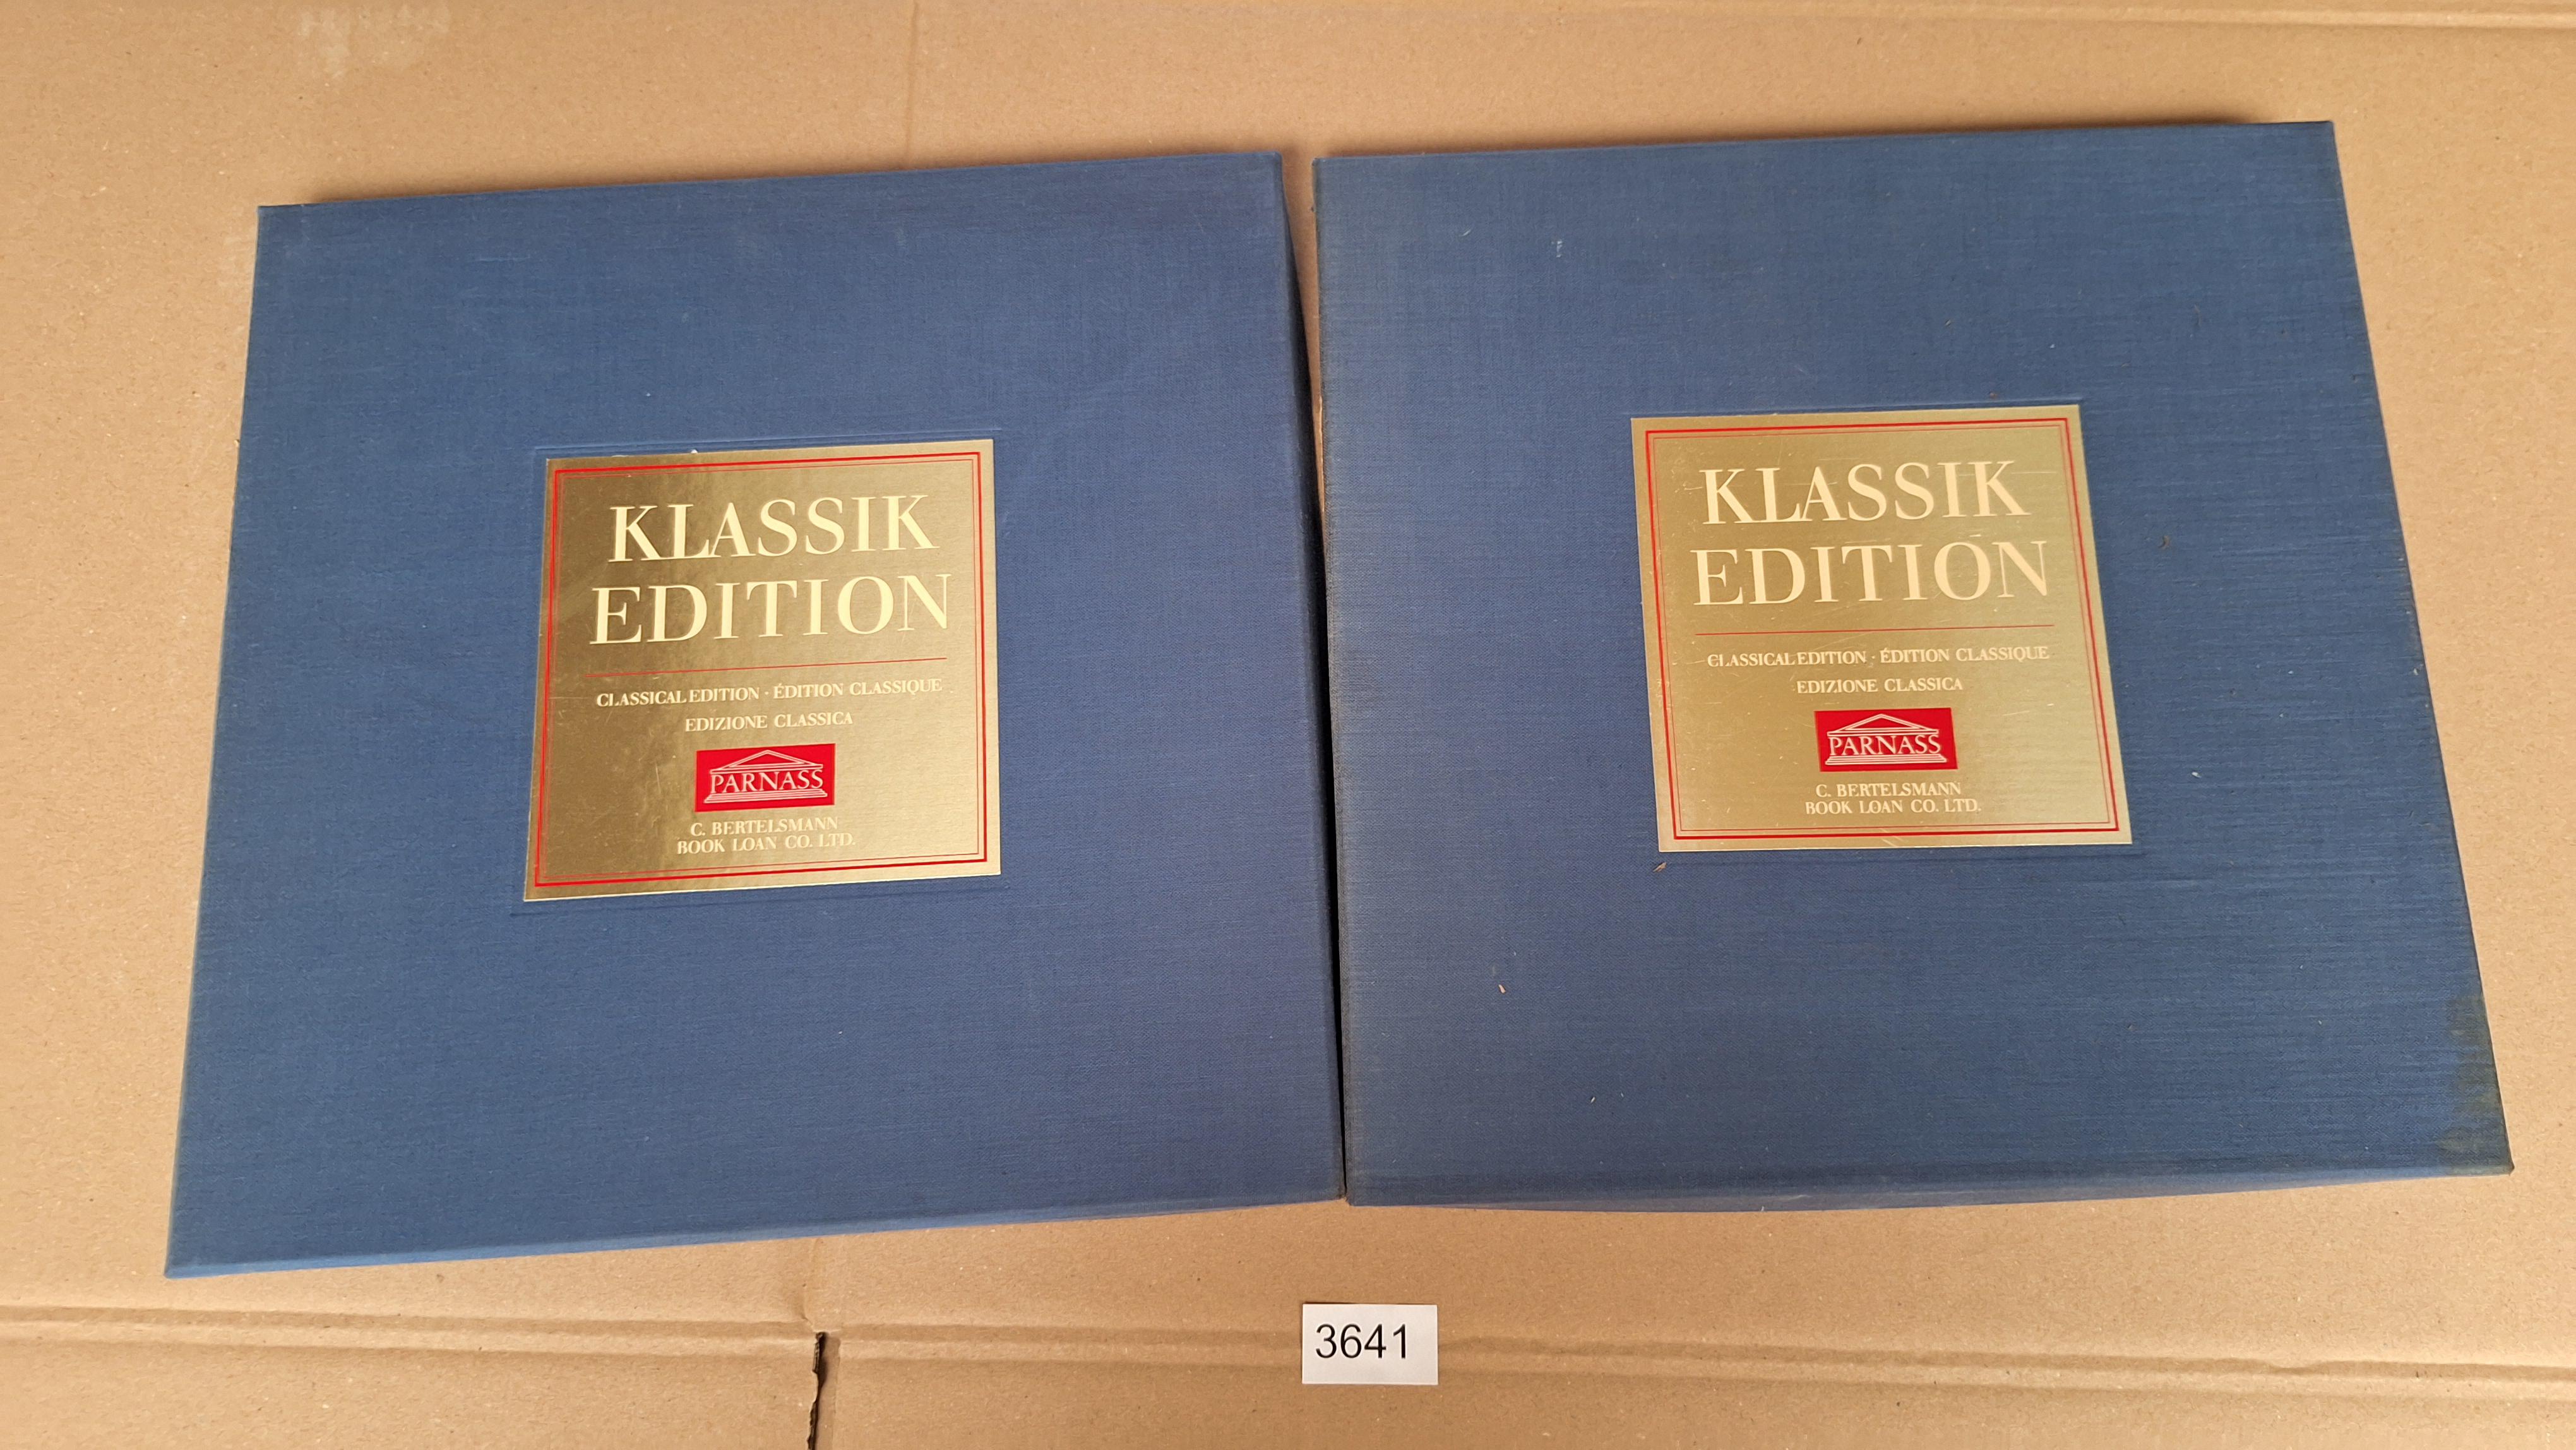 KLASSIK
EDITION
CLASSICAL EDITION · ÉDITION CLASSIQUE
EDIZIONE CLASSICA
PARNASS
C. BERTELSMANN
BOOK LOAN CO. LTD.
KLASSIK
EDITION
CLASSICAL EDITION · ÉDITION CLASSIQUE
EDIZIONE CLASSICA
PARNASS
C. BERTELSMANN
BOOK LOAN CO. LTD.
3641